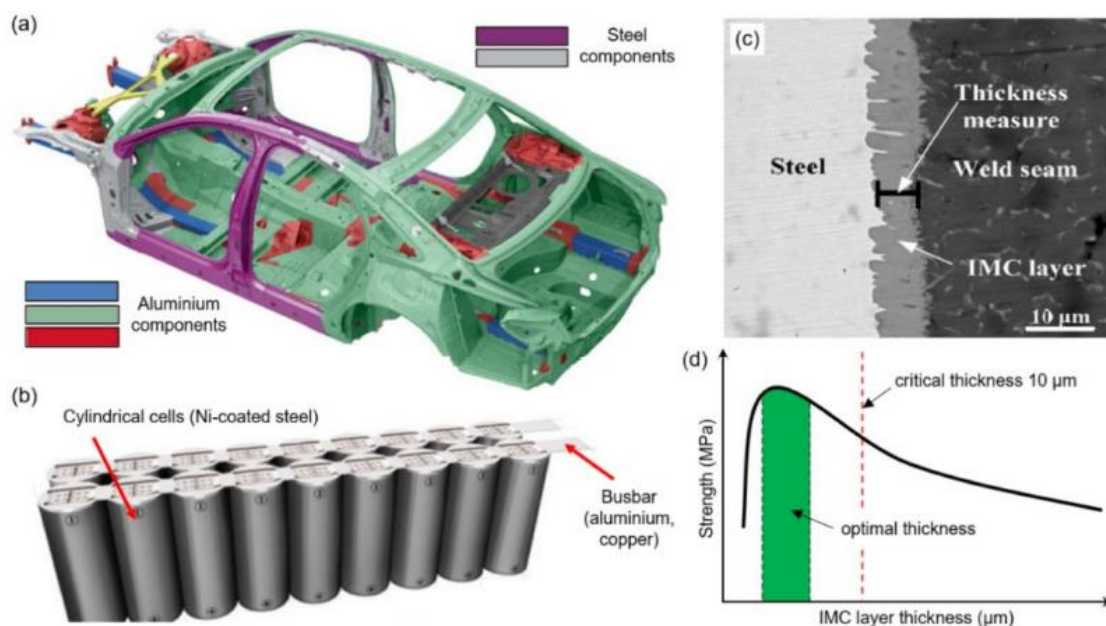 (a)
Steel
components
Aluminium
components
(b)
Cylindrical cells (Ni-coated steel)
Busbar
(aluminium,
copper)
(c)
Thickness
measure
Steel
Weld seam
IMC layer
10 µm
(d)
critical thickness 10 µm
Strength (MPa)
optimal thickness
IMC layer thickness (µm)